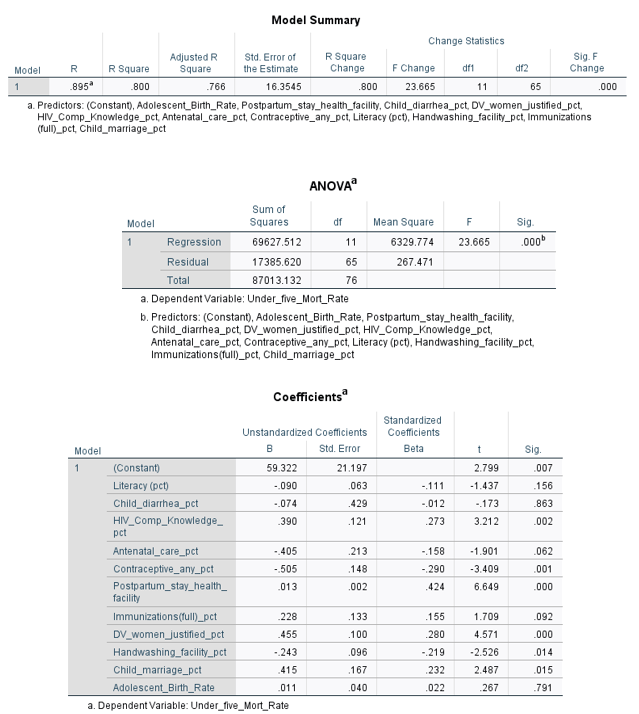 Model Summary
Change Statistics
Model R R Square Adjusted R Square Std. Error of the Estimate R Square Change F Change df1 df2 Sig. F Change
1 .895a .800 .766 16.3545 .800 23.665 11 65 .000
a. Predictors: (Constant), Adolescent_Birth_Rate, Postpartum_stay_health_facility, Child_diarrhea_pct, DV_women_justified_pct,
HIV_Comp_Knowledge_pct, Antenatal_care_pct, Contraceptive_any_pct, Literacy (pct), Handwashing_facility_pct, Immunizations
(full)_pct, Child_marriage_pct
ANOVAa
Model Sum of Squares df Mean Square F Sig.
1 Regression 69627.512 11 6329.774 23.665 .000b
Residual 17385.620 65 267.471
Total 87013.132 76
a. Dependent Variable: Under_five_Mort_Rate
b. Predictors: (Constant), Adolescent_Birth_Rate, Postpartum_stay_health_facility,
Child_diarrhea_pct, DV_women_justified_pct, HIV_Comp_Knowledge_pct,
Antenatal_care_pct, Contraceptive_any_pct, Literacy (pct), Handwashing_facility_pct,
Immunizations(full)_pct, Child_marriage_pct
Coefficientsa
Unstandardized Coefficients Standardized Coefficients
Model B Std. Error Beta t Sig.
1 (Constant) 59.322 21.197 2.799 .007
Literacy (pct) -.090 .063 -.111 -1.437 .156
Child_diarrhea_pct -.074 .429 -.012 -.173 .863
HIV_Comp_Knowledge_pct .390 .121 .273 3.212 .002
Antenatal_care_pct -.405 .213 -.158 -1.901 .062
Contraceptive_any_pct -.505 .148 -.290 -3.409 .001
Postpartum_stay_health_facility .013 .002 .424 6.649 .000
Immunizations(full)_pct .228 .133 .155 1.709 .092
DV_women_justified_pct .455 .100 .280 4.571 .000
Handwashing_facility_pct -.243 .096 -.219 -2.526 .014
Child_marriage_pct .415 .167 .232 2.487 .015
Adolescent_Birth_Rate .011 .040 .022 .267 .791
a. Dependent Variable: Under_five_Mort_Rate